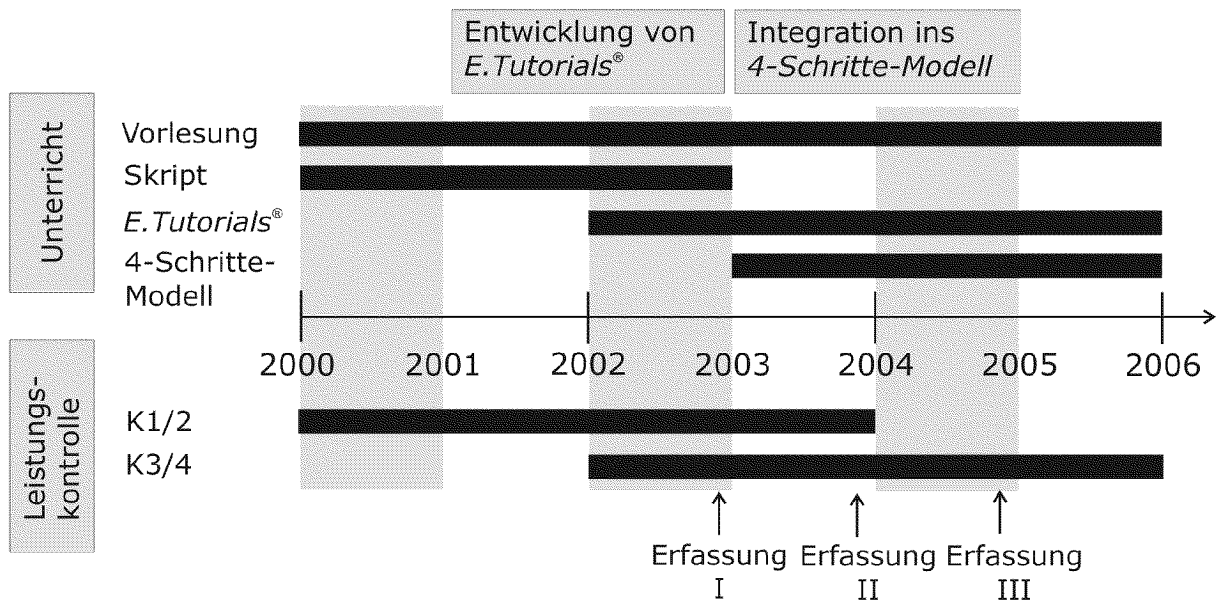 Entwicklung von
E.Tutorials®
Integration ins
4-Schritte-Modell
Unterricht
Vorlesung
Skript
E.Tutorials®
4-Schritte-
Modell
2000 2001 2002 2003 2004 2005 2006
Leistungs-
kontrolle
K1/2
K3/4
Erfassung
I
Erfassung
II
Erfassung
III